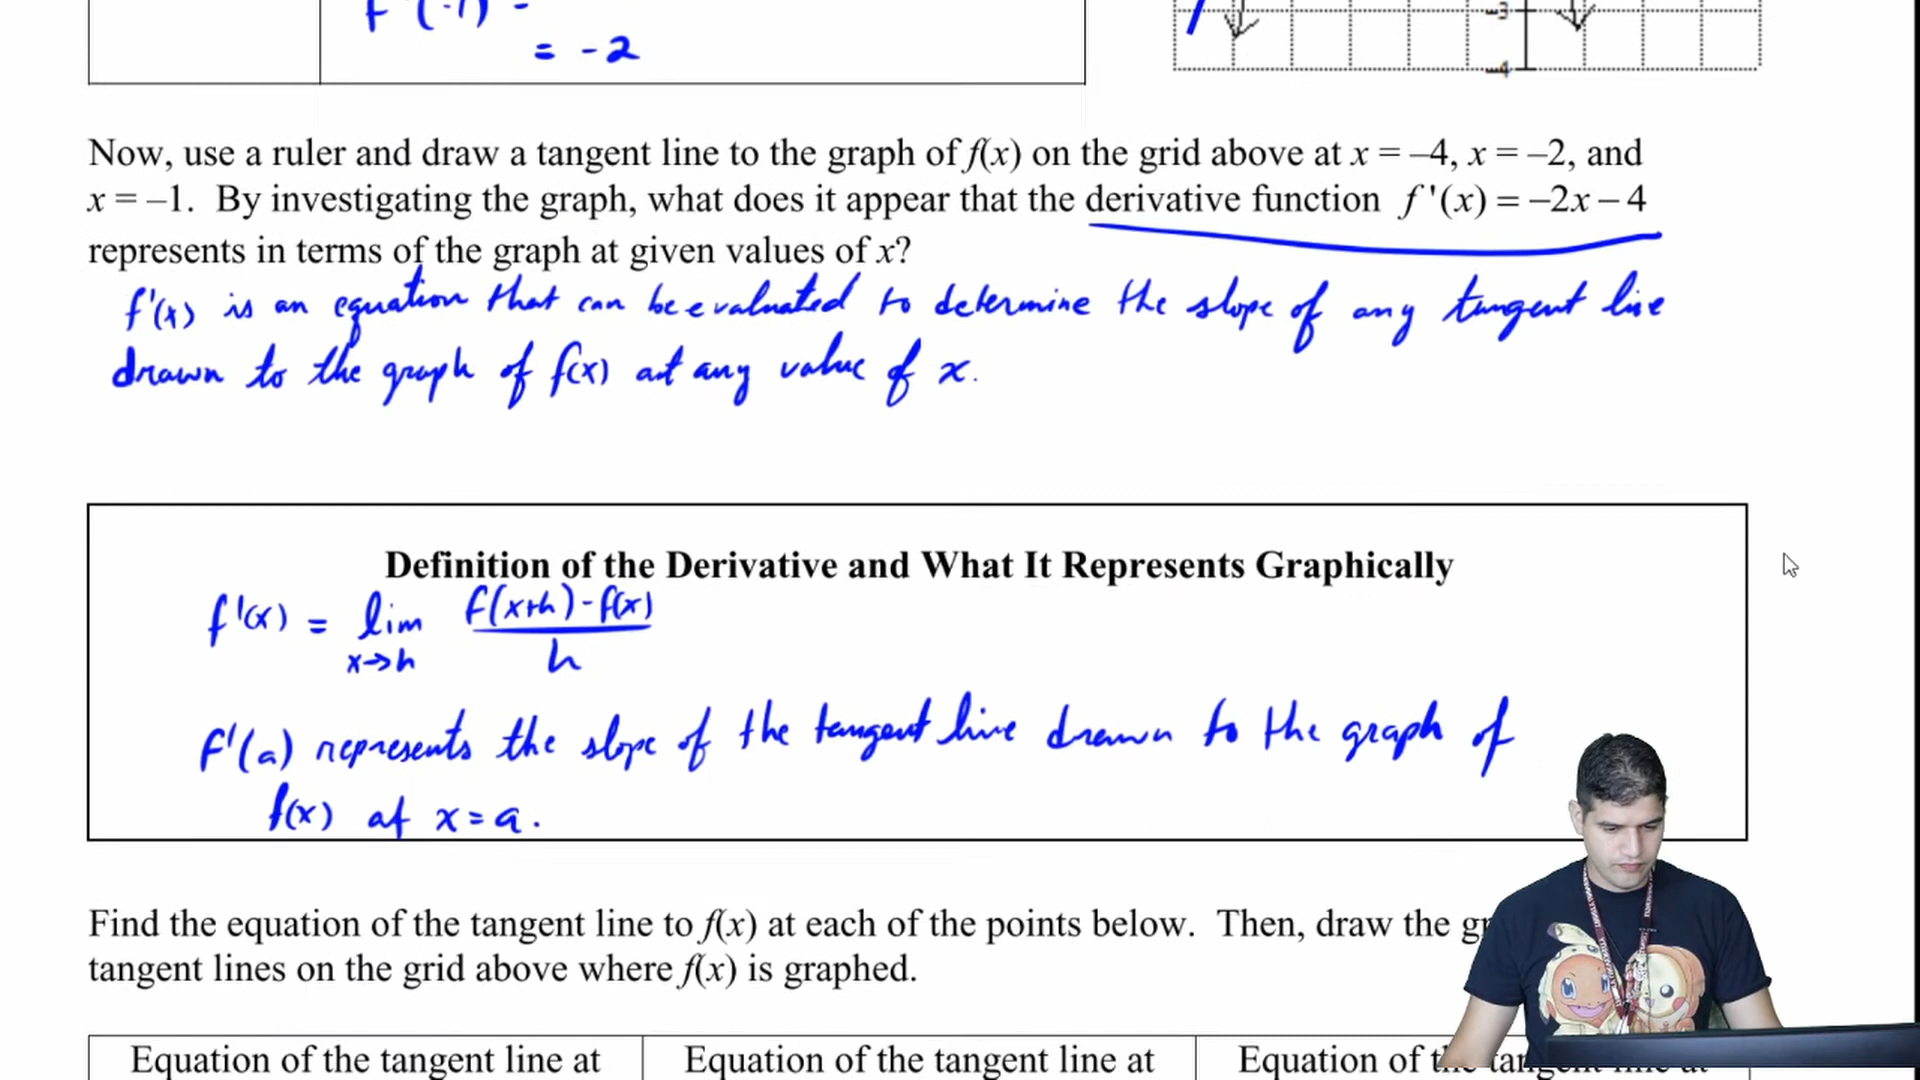 = -2
-3
-4
Now, use a ruler and draw a tangent line to the graph of f(x) on the grid above at x = –4, x = –2, and
x = –1. By investigating the graph, what does it appear that the derivative function f '(x) = –2x – 4
represents in terms of the graph at given values of x?
f'(x) is an equation that can be evaluated to determine the slope of any tangent line
drawn to the graph of f(x) at any value of x.
Definition of the Derivative and What It Represents Graphically
f'(x) = lim x→h f(x+h)-f(x) / h
f'(a) represents the slope of the tangent line drawn to the graph of
f(x) at x=a.
Find the equation of the tangent line to f(x) at each of the points below. Then, draw the
tangent lines on the grid above where f(x) is graphed.
Equation of the tangent line at
Equation of the tangent line at
Equation of